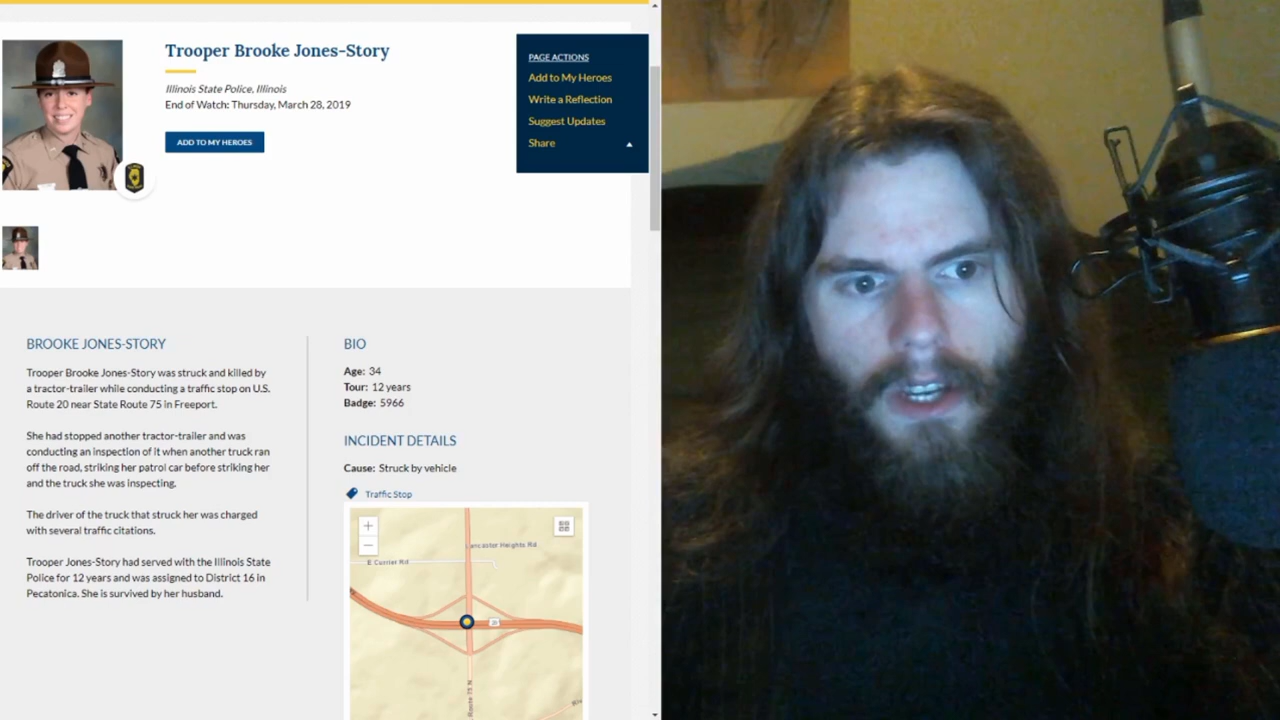 Trooper Brooke Jones-Story
Illinois State Police, Illinois
End of Watch: Thursday, March 28, 2019
ADD TO MY HEROES
PAGE ACTIONS
Add to My Heroes
Write a Reflection
Suggest Updates
Share
BROOKE JONES-STORY
Trooper Brooke Jones-Story was struck and killed by
a tractor-trailer while conducting a traffic stop on U.S.
Route 20 near State Route 75 in Freeport.
She had stopped another tractor-trailer and was
conducting an inspection of it when another truck ran
off the road, striking her patrol car before striking her
and the truck she was inspecting.
The driver of the truck that struck her was charged
with several traffic citations.
Trooper Jones-Story had served with the Illinois State
Police for 12 years and was assigned to District 16 in
Pecatonica. She is survived by her husband.
BIO
Age: 34
Tour: 12 years
Badge: 5966
INCIDENT DETAILS
Cause: Struck by vehicle
Traffic Stop
+
−
Lancaster Heights Rd
E Currier Rd
20
Route 75 N